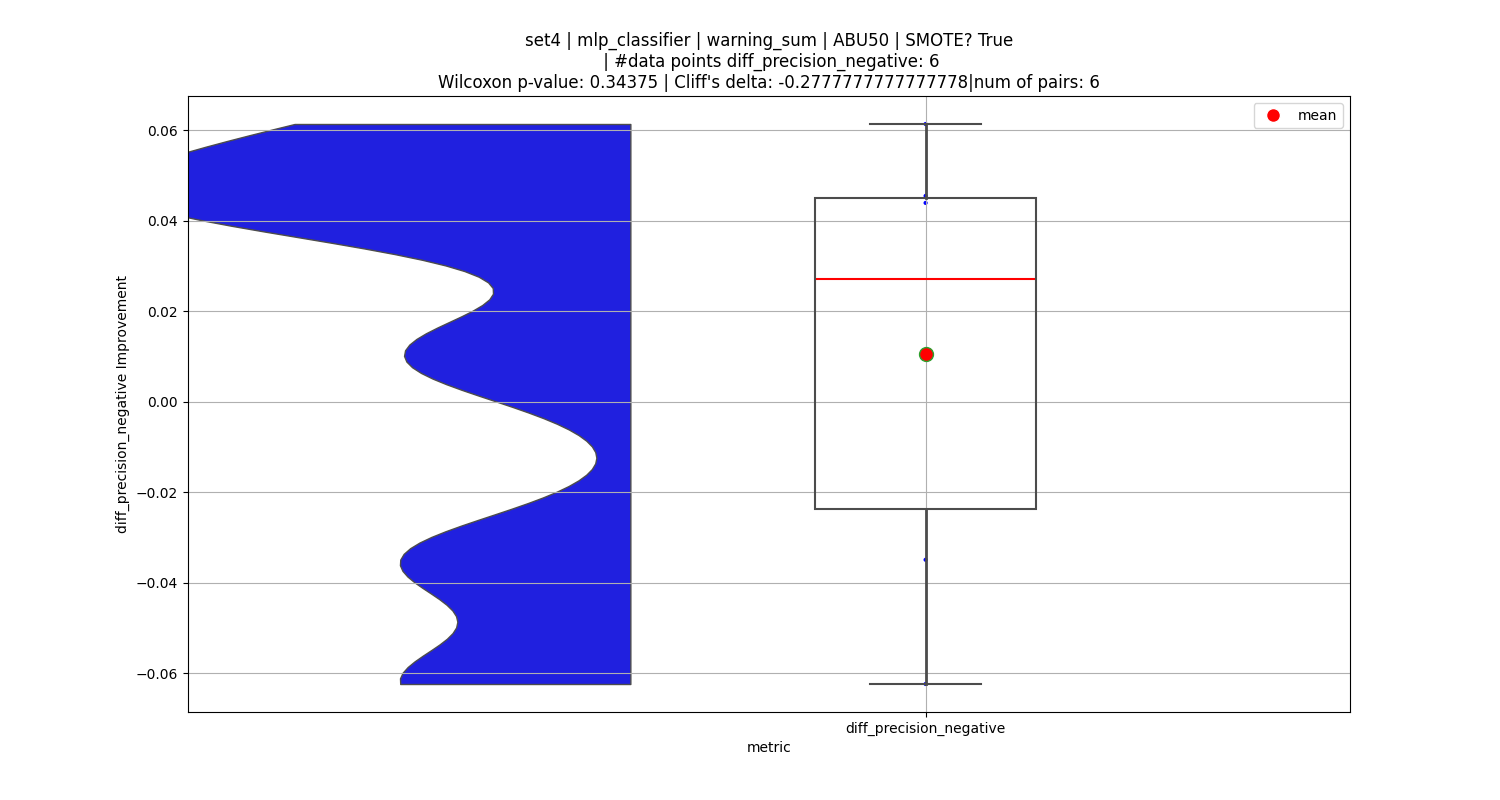 set4 | mlp_classifier | warning_sum | ABU50 | SMOTE? True
| #data points diff_precision_negative: 6
Wilcoxon p-value: 0.34375 | Cliff's delta: -0.2777777777777778|num of pairs: 6
mean
0.06
0.04
0.02
0.00
−0.02
−0.04
−0.06
diff_precision_negative Improvement
diff_precision_negative
metric